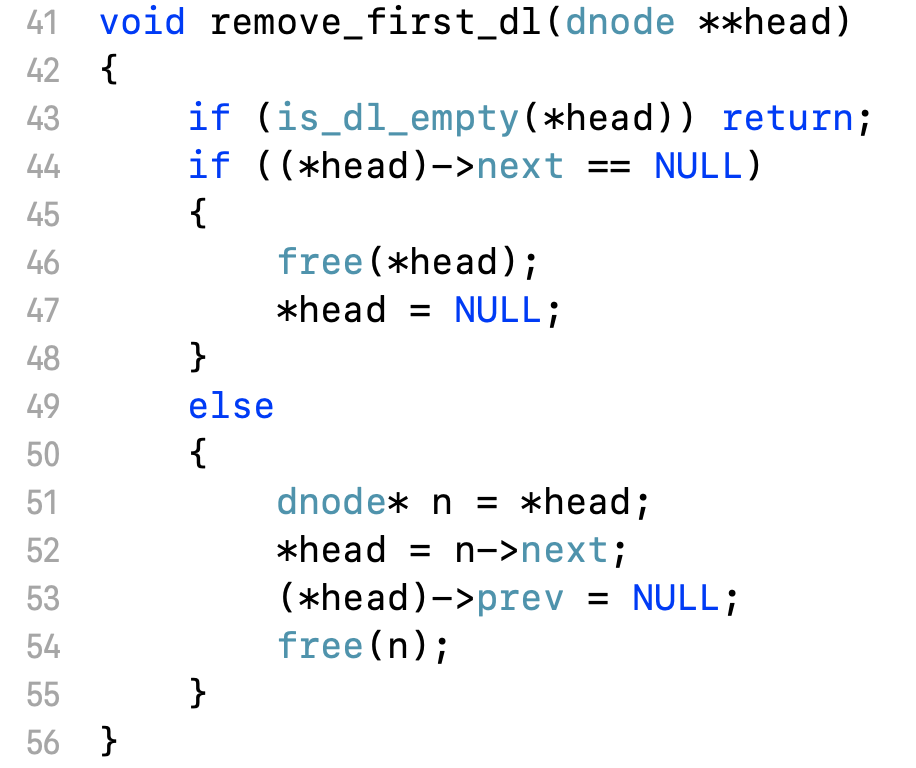 41 void remove_first_dl(dnode **head)
42 {
43     if (is_dl_empty(*head)) return;
44     if ((*head)->next == NULL)
45     {
46         free(*head);
47         *head = NULL;
48     }
49     else
50     {
51         dnode* n = *head;
52         *head = n->next;
53         (*head)->prev = NULL;
54         free(n);
55     }
56 }